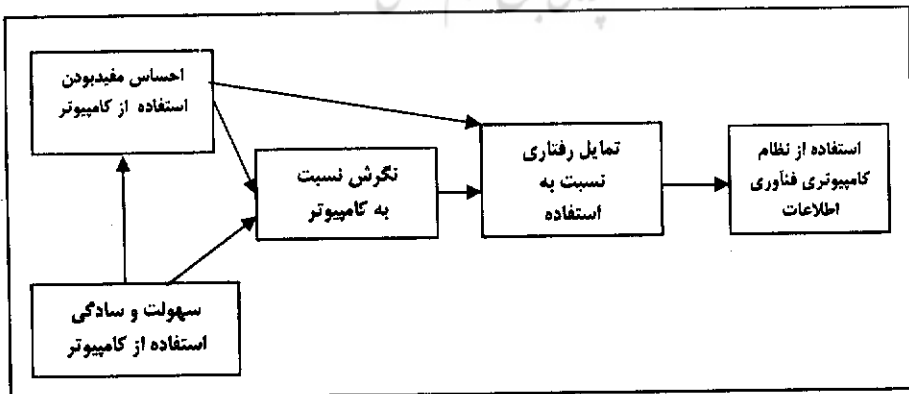 احساس مفیدبودن
استفاده از کامپیوتر
نگرش نسبت
به کامپیوتر
تمایل رفتاری
نسبت به
استفاده
استفاده از نظام
کامپیوتری فنآوری
اطلاعات
سهولت و سادگی
استفاده از کامپیوتر